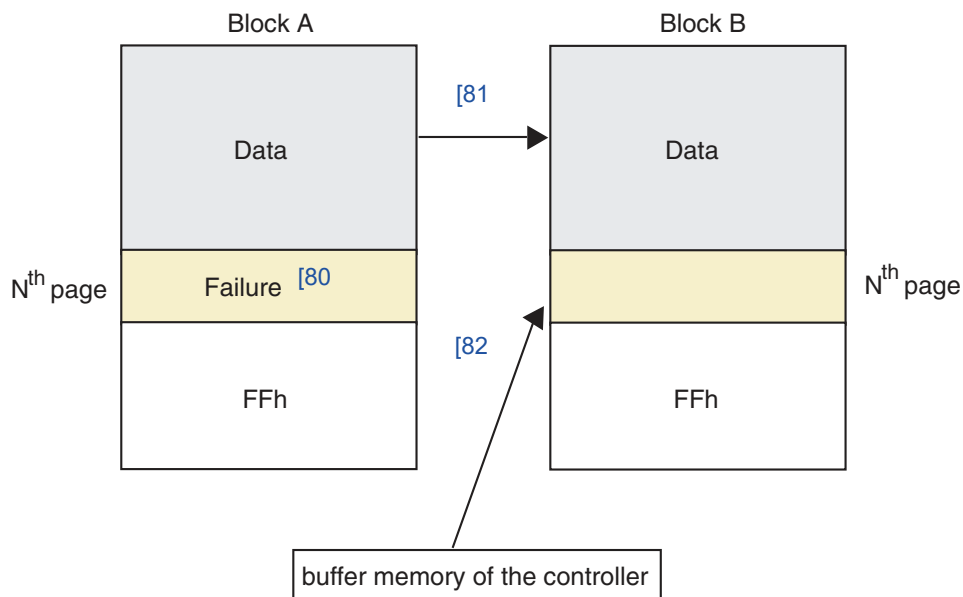 Block A
Block B
[81
Data
Data
Nth page
Failure [80
Nth page
[82
FFh
FFh
buffer memory of the controller